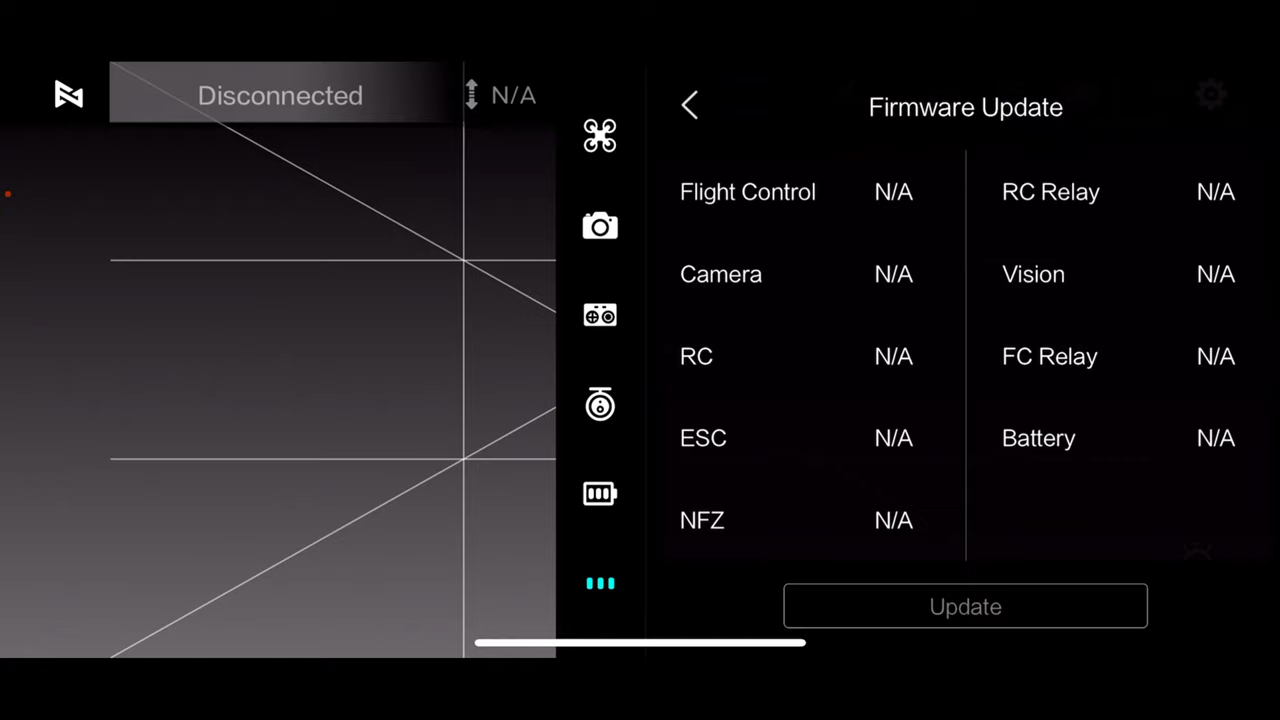 Disconnected
N/A
Firmware Update
Flight Control N/A
RC Relay N/A
Camera N/A
Vision N/A
RC N/A
FC Relay N/A
ESC N/A
Battery N/A
NFZ N/A
Update